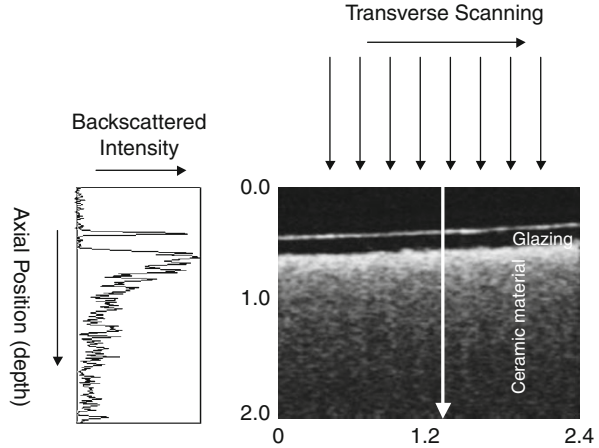 Transverse Scanning
Backscattered
Intensity
Axial Position (depth)
0.0
1.0
2.0
Glazing
Ceramic material
0
1.2
2.4